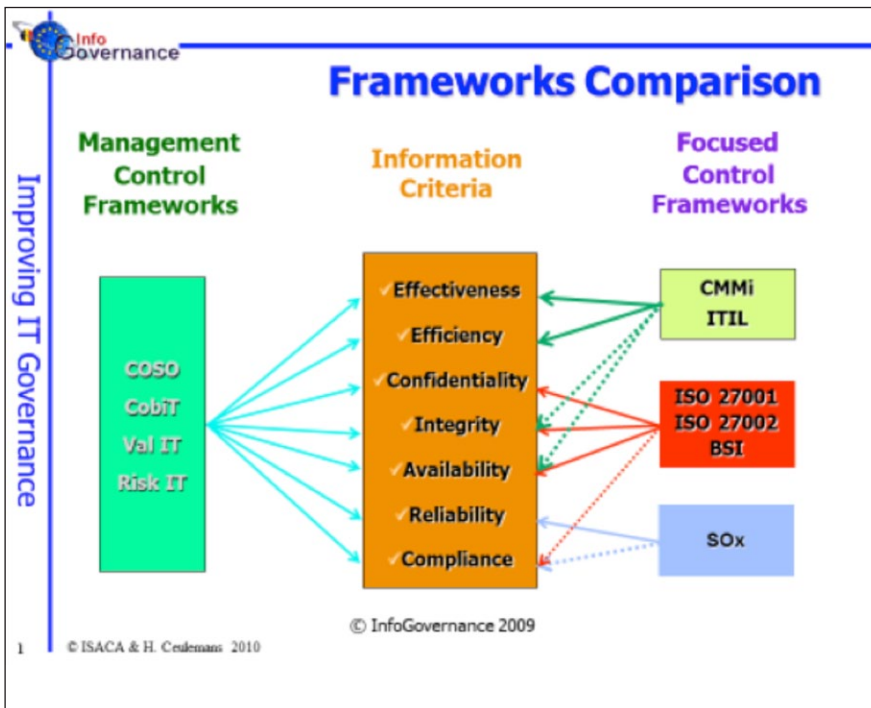 Info
Governance
Frameworks Comparison
Improving IT Governance
Management
Control
Frameworks
Information
Criteria
Focused
Control
Frameworks
COSO
CobiT
Val IT
Risk IT
✓Effectiveness
✓Efficiency
✓Confidentiality
✓Integrity
✓Availability
✓Reliability
✓Compliance
CMMi
ITIL
ISO 27001
ISO 27002
BSI
SOx
© InfoGovernance 2009
1 © ISACA & H. Ceulemans 2010